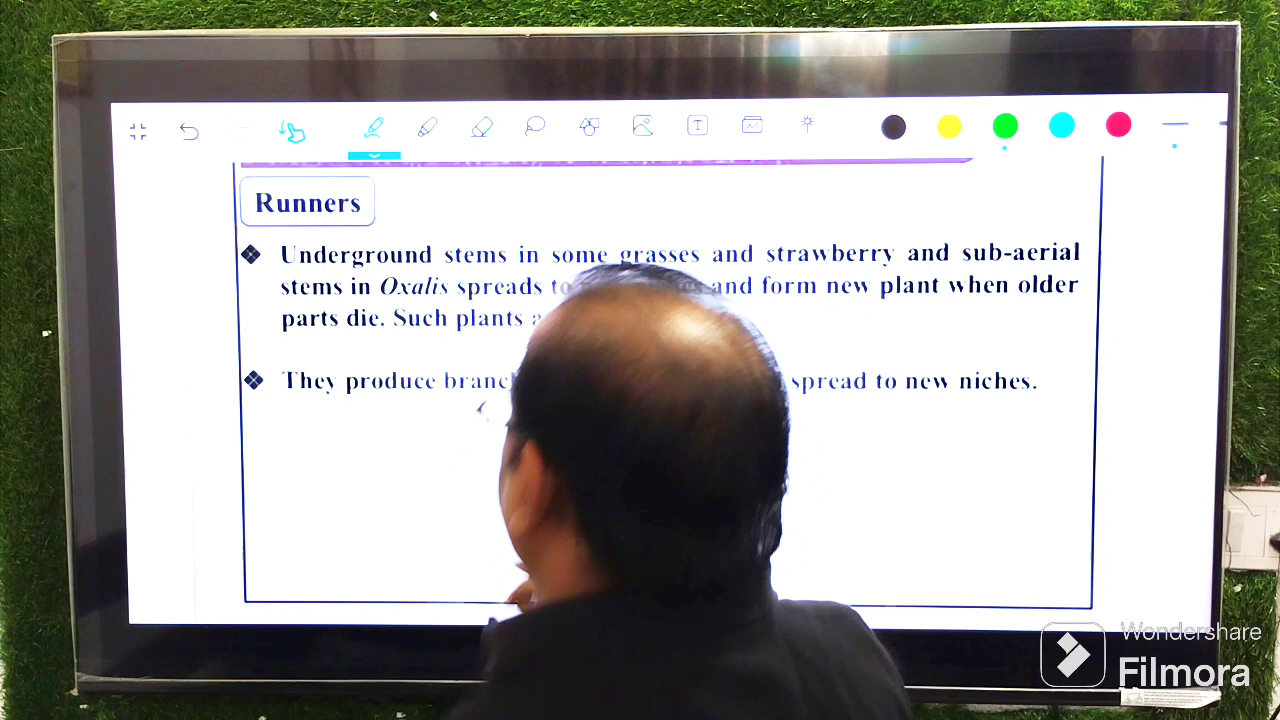 Runners
Underground stems in some grasses and strawberry and sub-aerial
stems in Oxalis spreads to and form new plant when older
parts die. Such plants
They produce spread to new niches.
Wondershare
Filmora